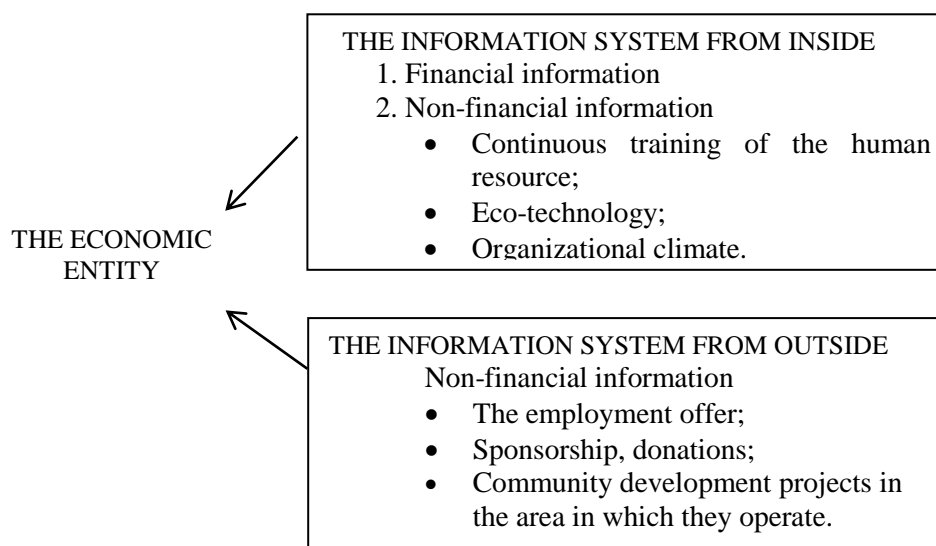 THE INFORMATION SYSTEM FROM INSIDE
1. Financial information
2. Non-financial information
• Continuous training of the human
resource;
• Eco-technology;
• Organizational climate.
THE ECONOMIC
ENTITY
THE INFORMATION SYSTEM FROM OUTSIDE
Non-financial information
• The employment offer;
• Sponsorship, donations;
• Community development projects in
the area in which they operate.